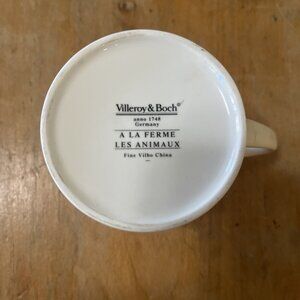 Villeroy & Boch®
anno 1748
Germany
A LA FERME
LES ANIMAUX
Fine Vilbo China